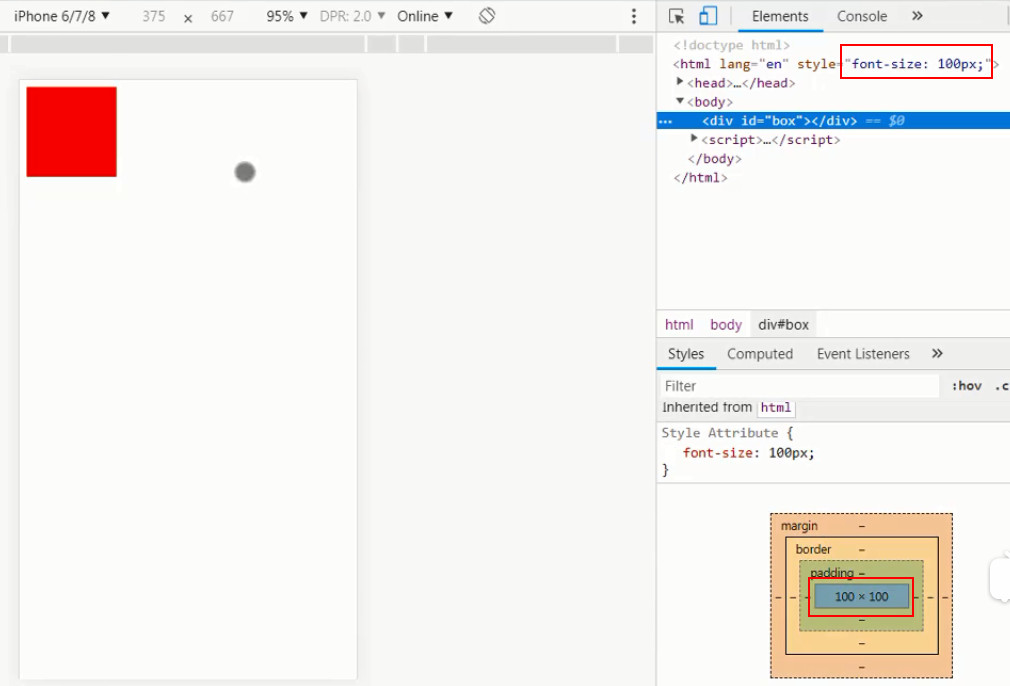 iPhone 6/7/8 ▼ 375 × 667 95% ▼ DPR: 2.0 ▼ Online ▼
Elements Console »
<!doctype html>
<html lang="en" style="font-size: 100px;">
▶<head>…</head>
▼<body>
… <div id="box"></div> == $0
▶<script>…</script>
</body>
</html>
html body div#box
Styles Computed Event Listeners »
Filter :hov .c
Inherited from html
Style Attribute {
font-size: 100px;
}
margin –
border –
padding –
– – - 100 × 100 - – –
–
–
–